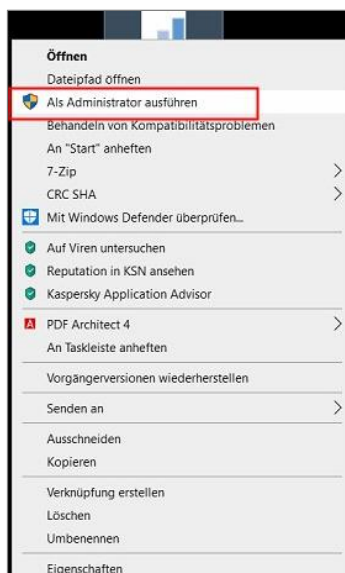 Öffnen
Dateipfad öffnen
Als Administrator ausführen
Behandeln von Kompatibilitätsproblemen
An "Start" anheften
7-Zip
CRC SHA
Mit Windows Defender überprüfen...
Auf Viren untersuchen
Reputation in KSN ansehen
Kaspersky Application Advisor
PDF Architect 4
An Taskleiste anheften
Vorgängerversionen wiederherstellen
Senden an
Ausschneiden
Kopieren
Verknüpfung erstellen
Löschen
Umbenennen
Eigenschaften